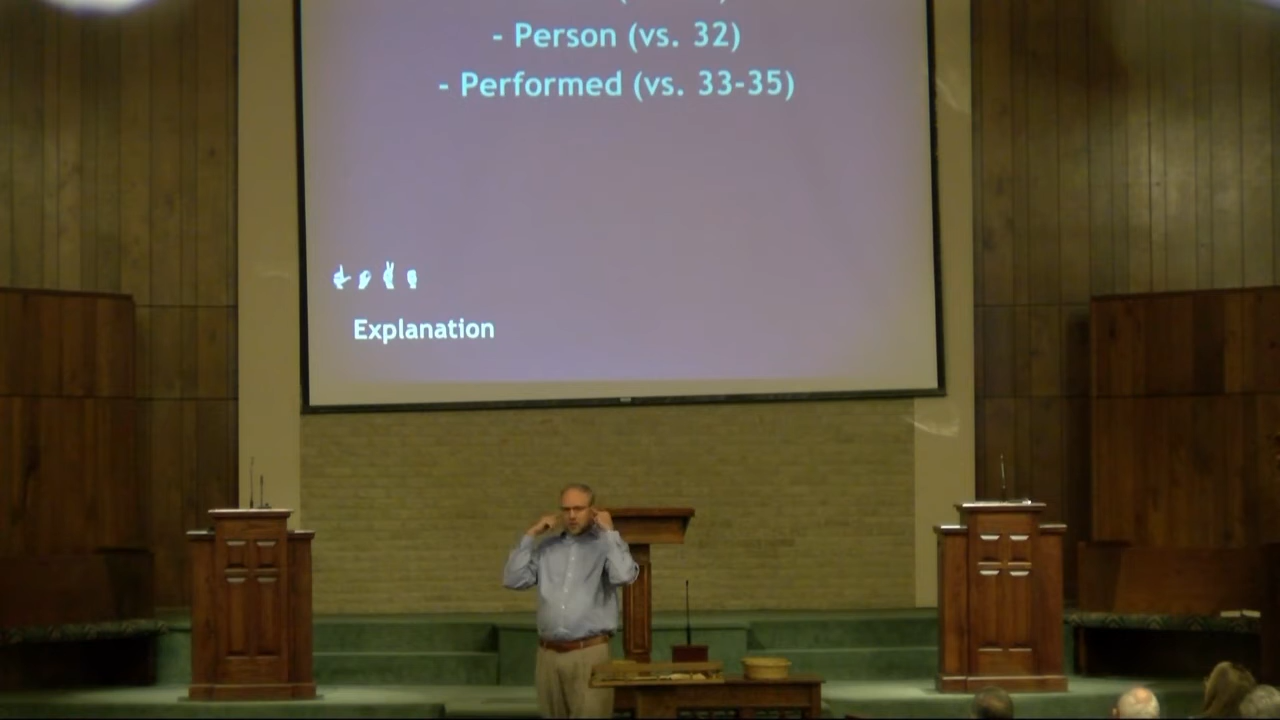 - Person (vs. 32)
- Performed (vs. 33-35)
Explanation